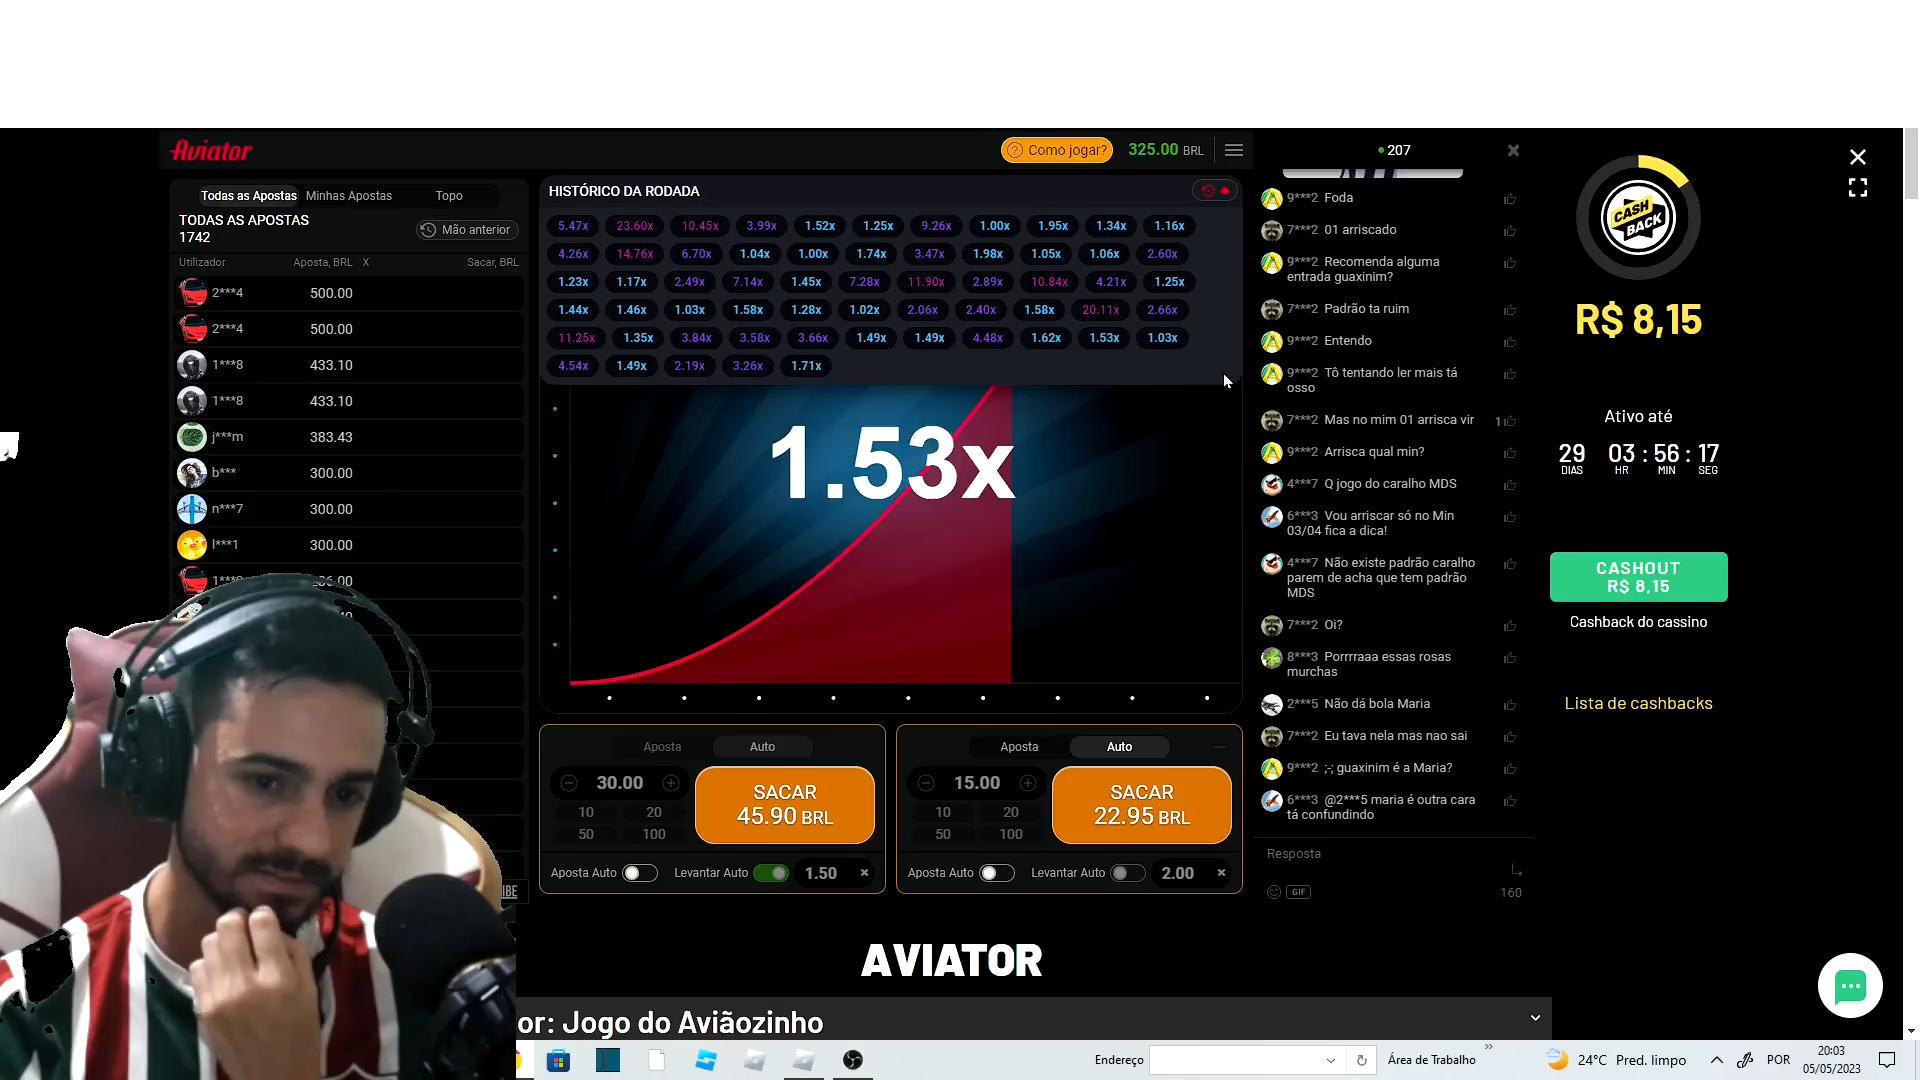 Aviator
Como jogar?
325.00 BRL
Todas as Apostas
Minhas Apostas
Topo
TODAS AS APOSTAS
1742
Mão anterior
Utilizador
Aposta, BRL X
Sacar, BRL
2***4 500.00
2***4 500.00
1***8 433.10
1***8 433.10
j***m 383.43
b*** 300.00
n***7 300.00
l***1 300.00
HISTÓRICO DA RODADA
5.47x 23.60x 10.45x 3.99x 1.52x 1.25x 9.26x 1.00x 1.95x 1.34x 1.16x
4.26x 14.76x 6.70x 1.04x 1.00x 1.74x 3.47x 1.98x 1.05x 1.06x 2.60x
1.23x 1.17x 2.49x 7.14x 1.45x 7.28x 11.90x 2.89x 10.84x 4.21x 1.25x
1.44x 1.46x 1.03x 1.58x 1.28x 1.02x 2.06x 2.40x 1.58x 20.11x 2.66x
11.25x 1.35x 3.84x 3.58x 3.66x 1.49x 1.49x 4.48x 1.62x 1.53x 1.03x
4.54x 1.49x 2.19x 3.26x 1.71x
1.53x
Aposta Auto
30.00
10 20
50 100
SACAR
45.90 BRL
Aposta Auto
Levantar Auto
1.50
Aposta Auto
15.00
10 20
50 100
SACAR
22.95 BRL
Aposta Auto
Levantar Auto
2.00
207
9***2 Foda
7***2 01 arriscado
9***2 Recomenda alguma
entrada guaxinim?
7***2 Padrão ta ruim
9***2 Entendo
9***2 Tô tentando ler mais tá
osso
7***2 Mas no mim 01 arrisca vir
1
9***2 Arrisca qual min?
4***7 Q jogo do caralho MDS
6***3 Vou arriscar só no Min
03/04 fica a dica!
4***7 Não existe padrão caralho
parem de acha que tem padrão
MDS
7***2 Oi?
8***3 Porrrraaa essas rosas
murchas
2***5 Não dá bola Maria
7***2 Eu tava nela mas nao sai
9***2 ;-; guaxinim é a Maria?
6***3 @2***5 maria é outra cara
tá confundindo
Resposta
GIF
160
CASH
BACK
R$ 8,15
Ativo até
29 03 : 56 : 17
DIAS HR MIN SEG
CASHOUT
R$ 8,15
Cashback do cassino
Lista de cashbacks
AVIATOR
or: Jogo do Aviãozinho
Endereço
Área de Trabalho
24°C Pred. limpo
POR
20:03
05/05/2023